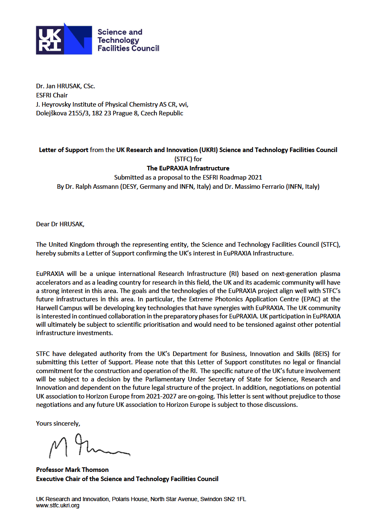 UK
RI
Science and
Technology
Facilities Council
Dr. Jan HRUSAK, CSc.
ESFRI Chair
J. Heyrovsky Institute of Physical Chemistry AS CR, vvi,
Dolejškova 2155/3, 182 23 Prague 8, Czech Republic
Letter of Support from the UK Research and Innovation (UKRI) Science and Technology Facilities Council
(STFC) for
The EuPRAXIA Infrastructure
Submitted as a proposal to the ESFRI Roadmap 2021
By Dr. Ralph Assmann (DESY, Germany and INFN, Italy) and Dr. Massimo Ferrario (INFN, Italy)
Dear Dr HRUSAK,
The United Kingdom through the representing entity, the Science and Technology Facilities Council (STFC),
hereby submits a Letter of Support confirming the UK's interest in EuPRAXIA Infrastructure.
EuPRAXIA will be a unique international Research Infrastructure (RI) based on next-generation plasma
accelerators and as a leading country for research in this field, the UK and its academic community will have
a strong interest in this area. The goals and the technologies of the EuPRAXIA project align well with STFC's
future infrastructures in this area. In particular, the Extreme Photonics Application Centre (EPAC) at the
Harwell Campus will be developing key technologies that have synergies with EuPRAXIA. The UK community
is interested in continued collaboration in the preparatory phases for EuPRAXIA. UK participation in EuPRAXIA
will ultimately be subject to scientific prioritisation and would need to be tensioned against other potential
infrastructure investments.
STFC have delegated authority from the UK's Department for Business, Innovation and Skills (BEIS) for
submitting this Letter of Support. Please note that this Letter of Support constitutes no legal or financial
commitment for the construction and operation of the RI. The specific nature of the UK's future involvement
will be subject to a decision by the Parliamentary Under Secretary of State for Science, Research and
Innovation and dependent on the future legal structure of the project. In addition, negotiations on potential
UK association to Horizon Europe from 2021-2027 are on-going. This letter is sent without prejudice to those
negotiations and any future UK association to Horizon Europe is subject to those discussions.
Yours sincerely,
Professor Mark Thomson
Executive Chair of the Science and Technology Facilities Council
UK Research and Innovation, Polaris House, North Star Avenue, Swindon SN2 1FL
www.stfc.ukri.org